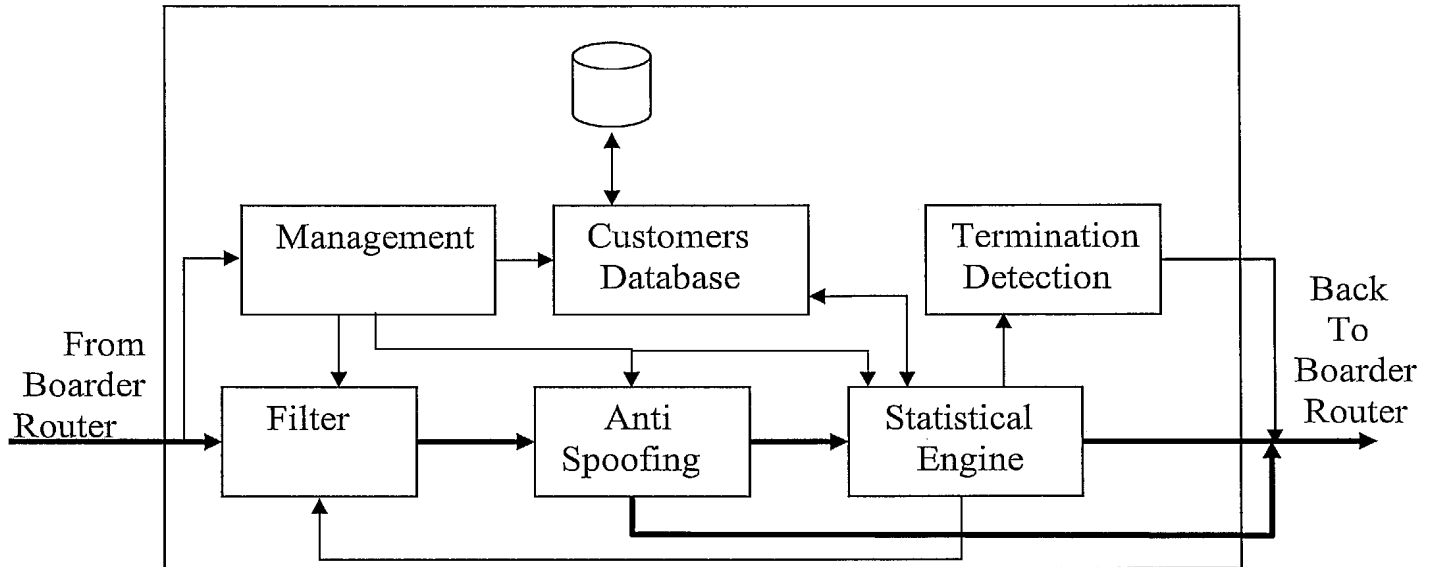 Management
Customers
Database
Termination
Detection
From
Boarder
Router
Back
To
Boarder
Router
Filter
Anti
Spoofing
Statistical
Engine